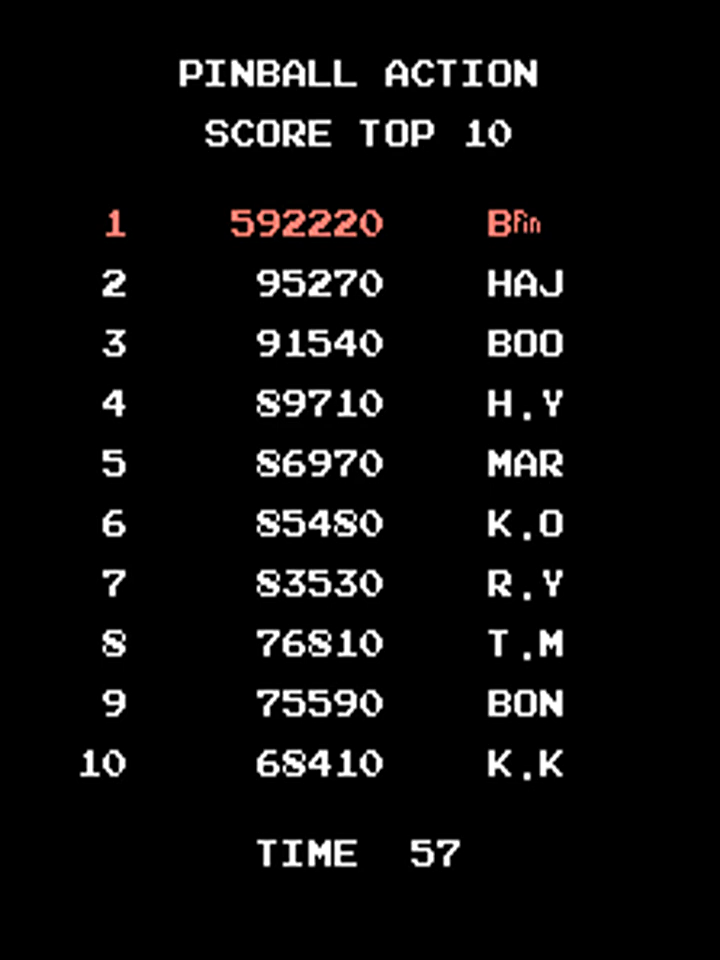 PINBALL ACTION
SCORE TOP 10
1 592220 Bfin
2 95270 HAJ
3 91540 BOO
4 89710 H.Y
5 86970 MAR
6 85480 K.O
7 83530 R.Y
8 76810 T.M
9 75590 BON
10 68410 K.K
TIME 57